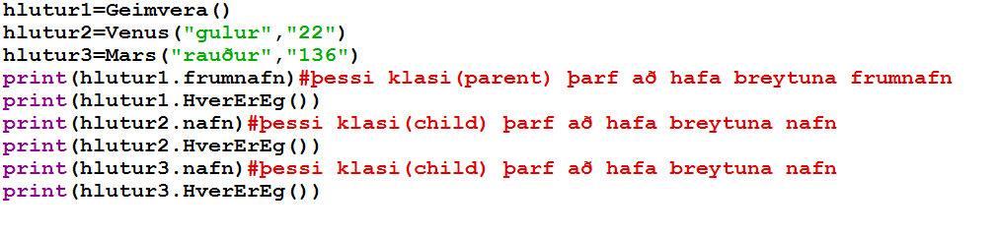 hlutur1=Geimvera()
hlutur2=Venus("gulur","22")
hlutur3=Mars("rauður","136")
print(hlutur1.frumnafn)#þessi klasi(parent) þarf að hafa breytuna frumnafn
print(hlutur1.HverErEg())
print(hlutur2.nafn)#þessi klasi(child) þarf að hafa breytuna nafn
print(hlutur2.HverErEg())
print(hlutur3.nafn)#þessi klasi(child) þarf að hafa breytuna nafn
print(hlutur3.HverErEg())